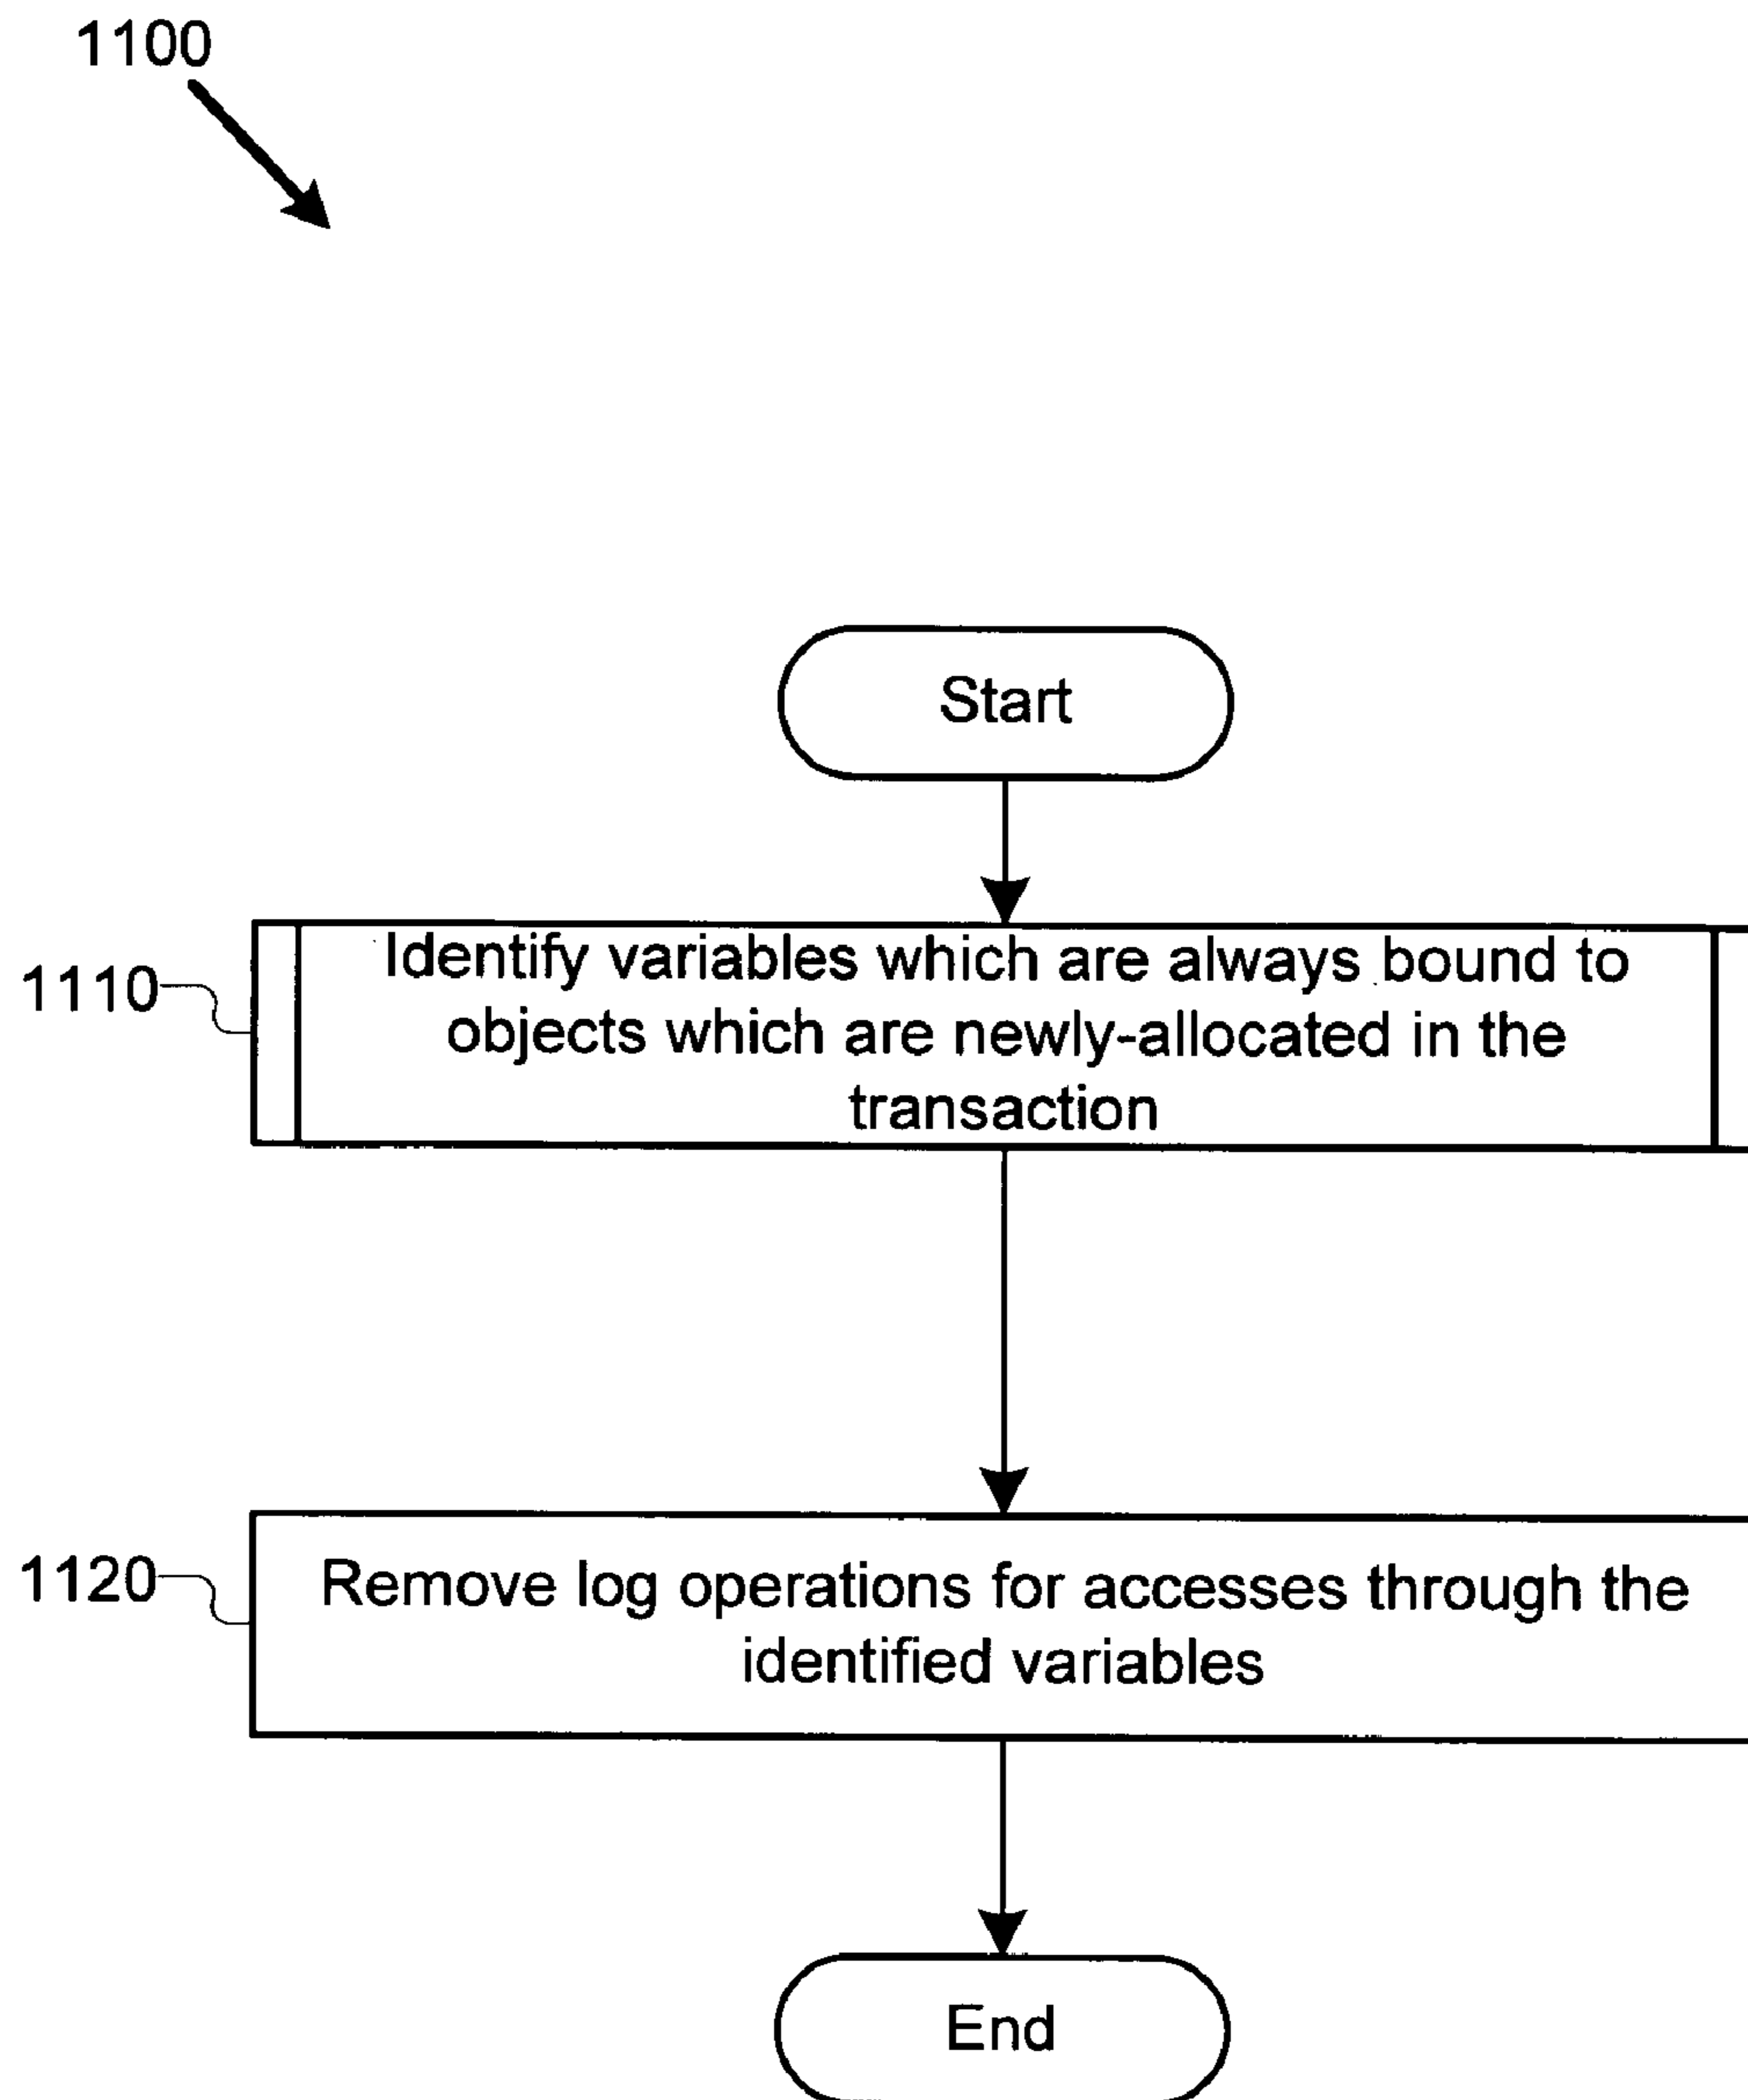 1100
Start
1110
Identify variables which are always bound to
objects which are newly-allocated in the
transaction
1120
Remove log operations for accesses through the
identified variables
End